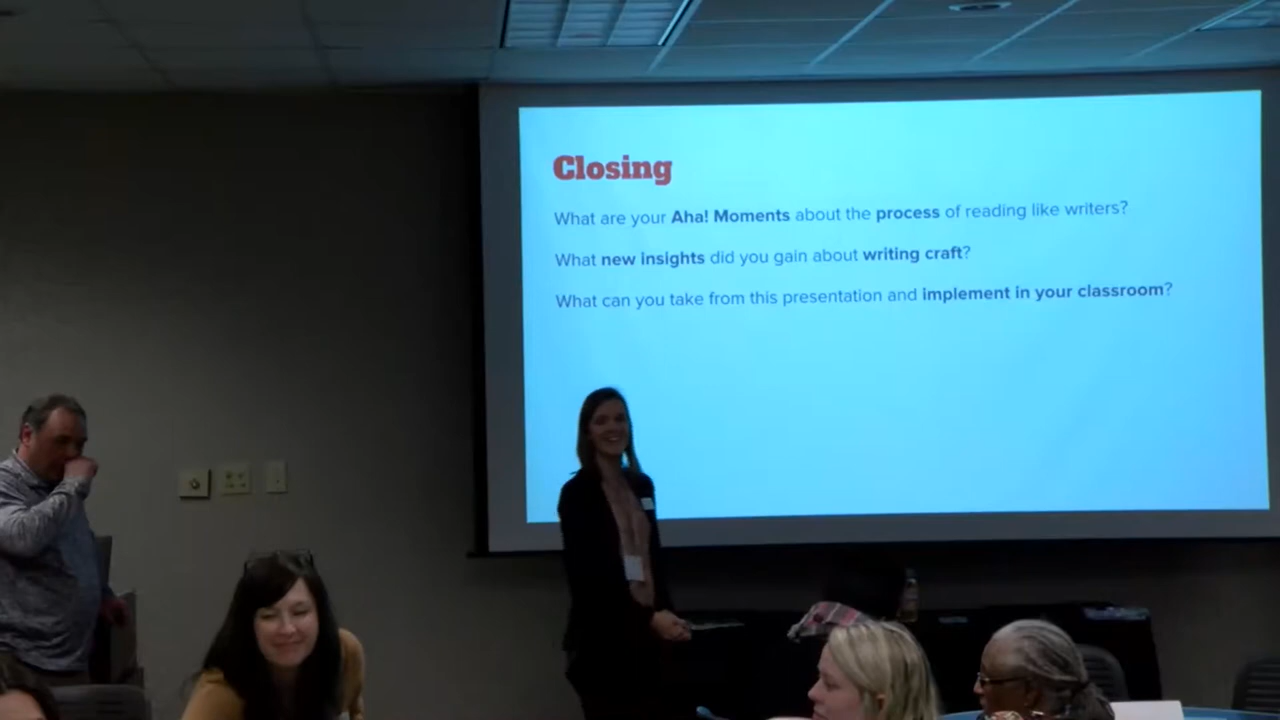 Closing
What are your Aha! Moments about the process of reading like writers?
What new insights did you gain about writing craft?
What can you take from this presentation and implement in your classroom?